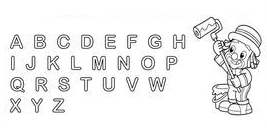 A B C D E F G H
I J K L M N O P
Q R S T U V W
X Y Z